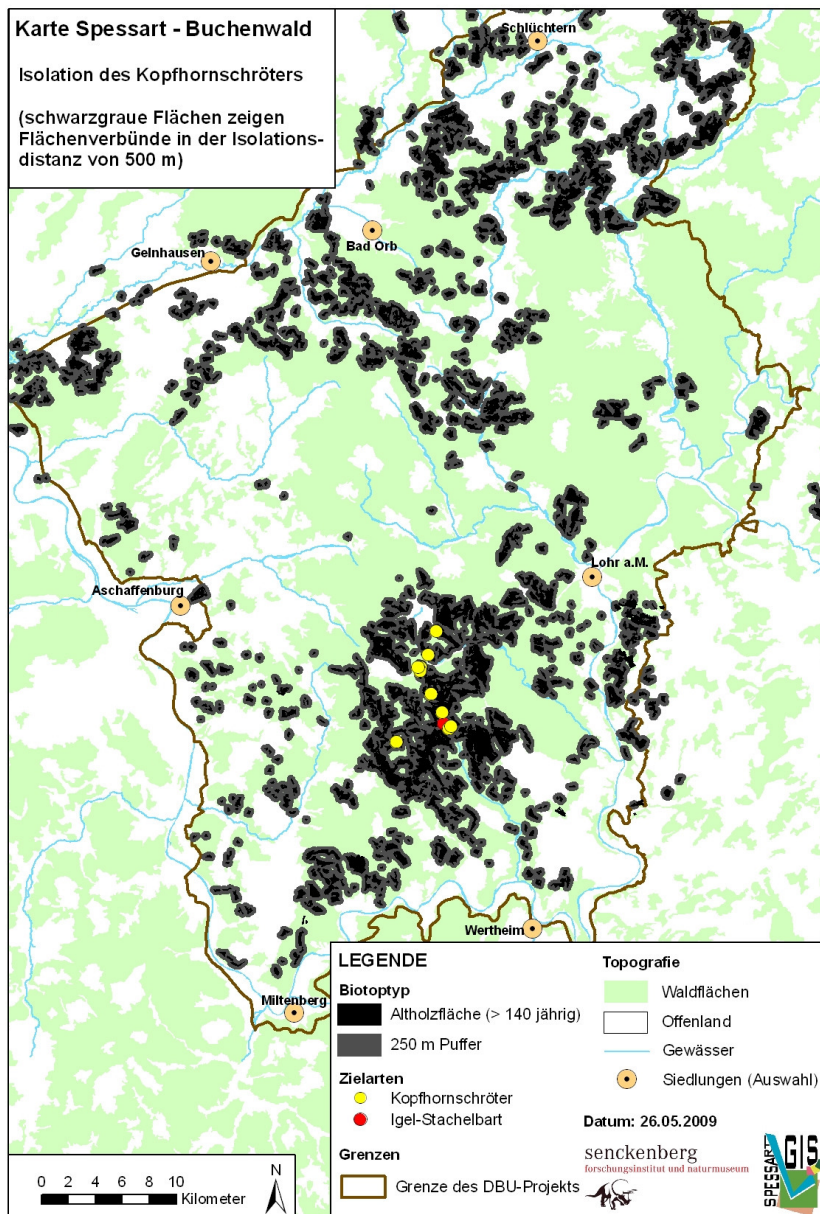 Karte Spessart - Buchenwald
Isolation des Kopfhornschröters
(schwarzgraue Flächen zeigen
Flächenverbünde in der Isolations-
distanz von 500 m)
Schlüchtern
Bad Orb
Gelnhausen
Lohr a.M.
Aschaffenburg
Wertheim
Miltenberg
LEGENDE
Biotoptyp
Altholzfläche (> 140 jährig)
250 m Puffer
Zielarten
Kopfhornschröter
Igel-Stachelbart
Grenzen
Grenze des DBU-Projekts
Topografie
Waldflächen
Offenland
Gewässer
Siedlungen (Auswahl)
Datum: 26.05.2009
senckenberg
forschungsinstitut und naturmuseum
SPESSART
GIS
0 2 4 6 8 10
Kilometer
N